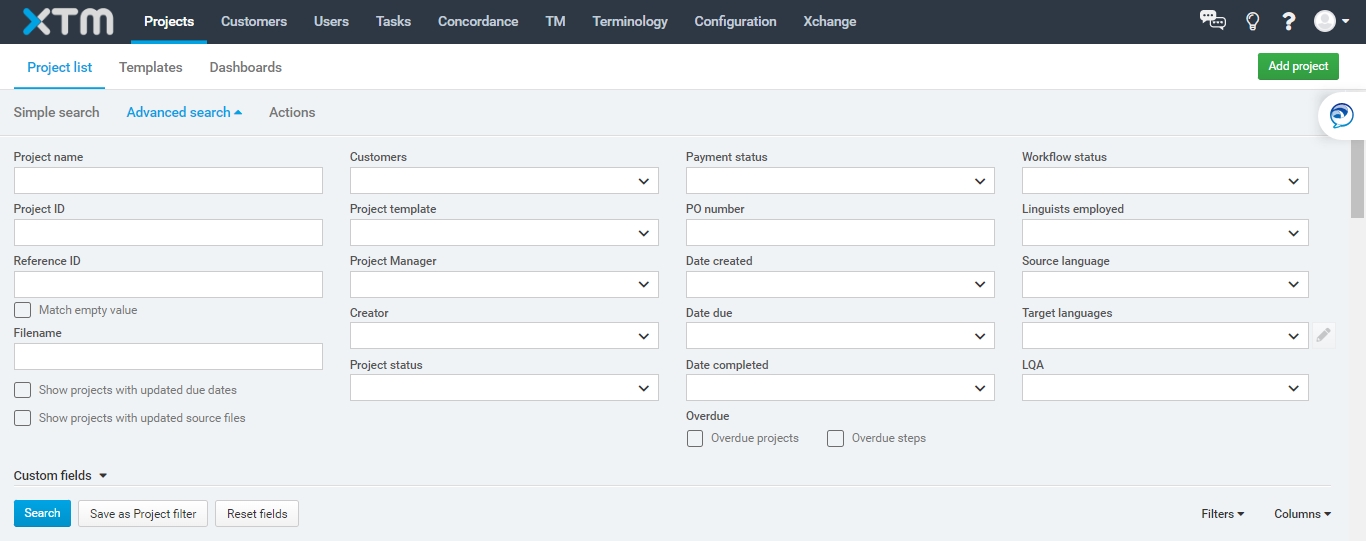 XTM Projects Customers Users Tasks Concordance TM Terminology Configuration Xchange
Project list Templates Dashboards Add project
Simple search Advanced search Actions
Project name Customers Payment status Workflow status
Project ID Project template PO number Linguists employed
Reference ID Project Manager Date created Source language
Match empty value
Creator Date due Target languages
Filename
Project status Date completed LQA
Show projects with updated due dates
Show projects with updated source files
Overdue
Overdue projects Overdue steps
Custom fields
Search Save as Project filter Reset fields Filters Columns